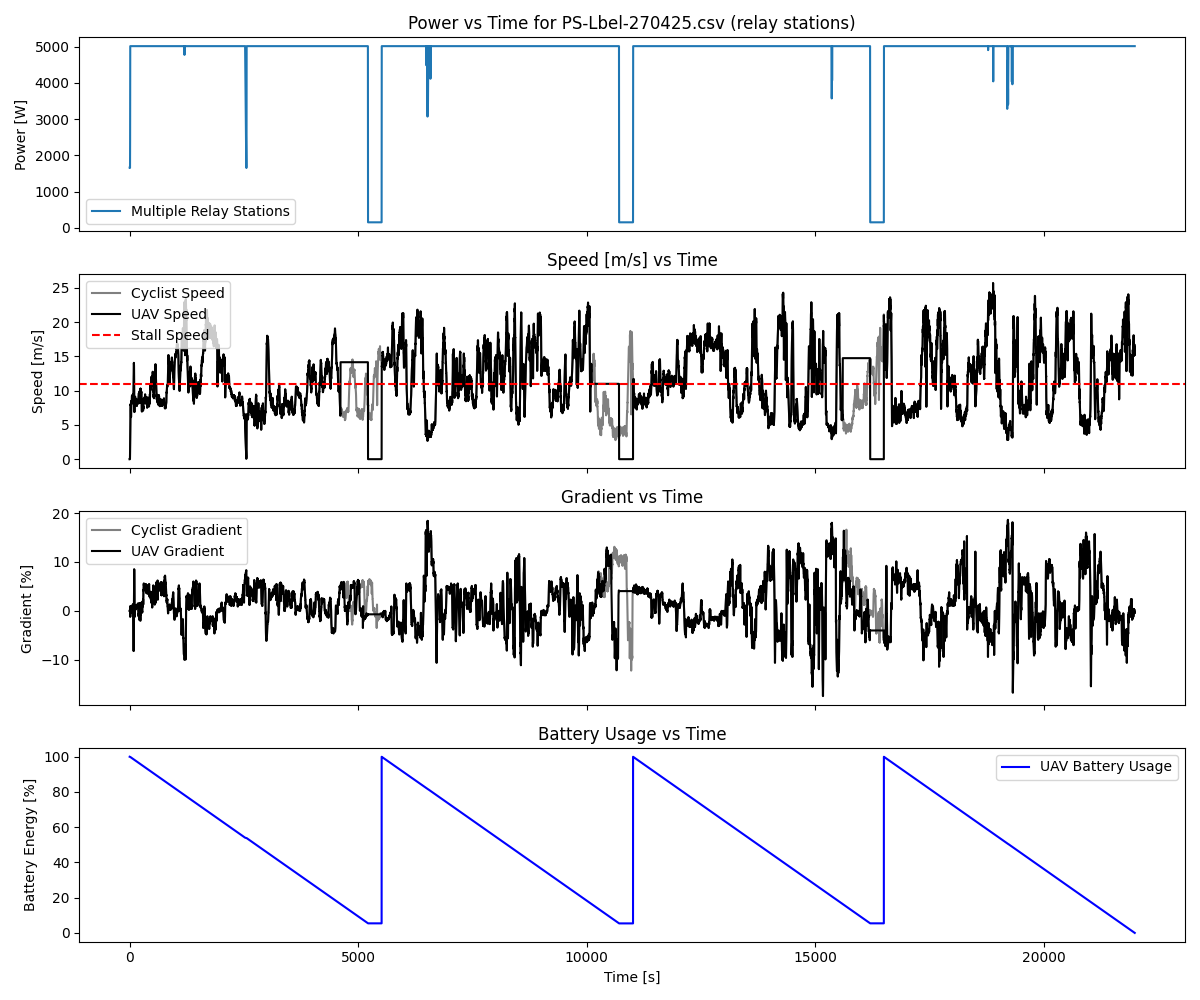 Power vs Time for PS-Lbel-270425.csv (relay stations)
5000
4000
3000
2000
1000
0
Power [W]
Multiple Relay Stations
Speed [m/s] vs Time
25
20
15
10
5
0
Speed [m/s]
Cyclist Speed
UAV Speed
Stall Speed
Gradient vs Time
20
10
0
−10
Gradient [%]
Cyclist Gradient
UAV Gradient
Battery Usage vs Time
100
80
60
40
20
0
Battery Energy [%]
UAV Battery Usage
0 5000 10000 15000 20000
Time [s]